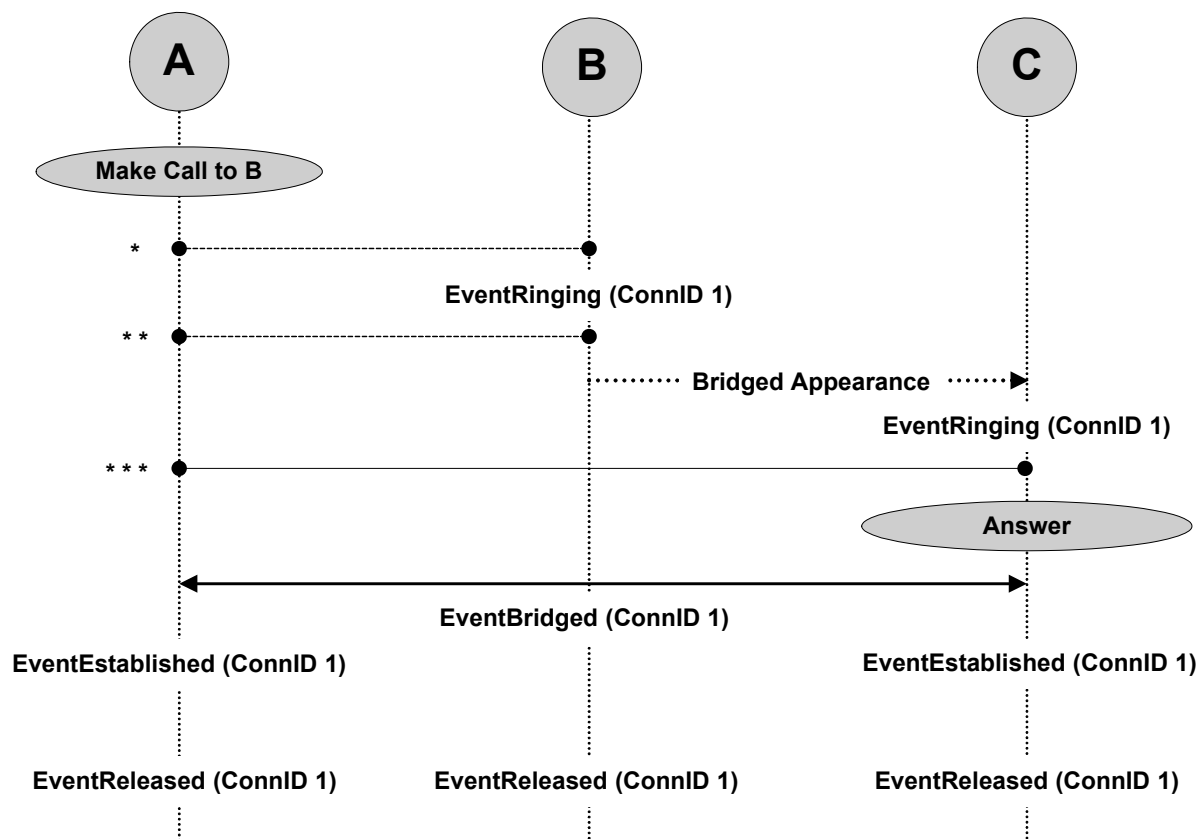 A
B
C
Make Call to B
*
EventRinging (ConnID 1)
* *
Bridged Appearance
EventRinging (ConnID 1)
* * *
Answer
EventBridged (ConnID 1)
EventEstablished (ConnID 1)
EventEstablished (ConnID 1)
EventReleased (ConnID 1)
EventReleased (ConnID 1)
EventReleased (ConnID 1)